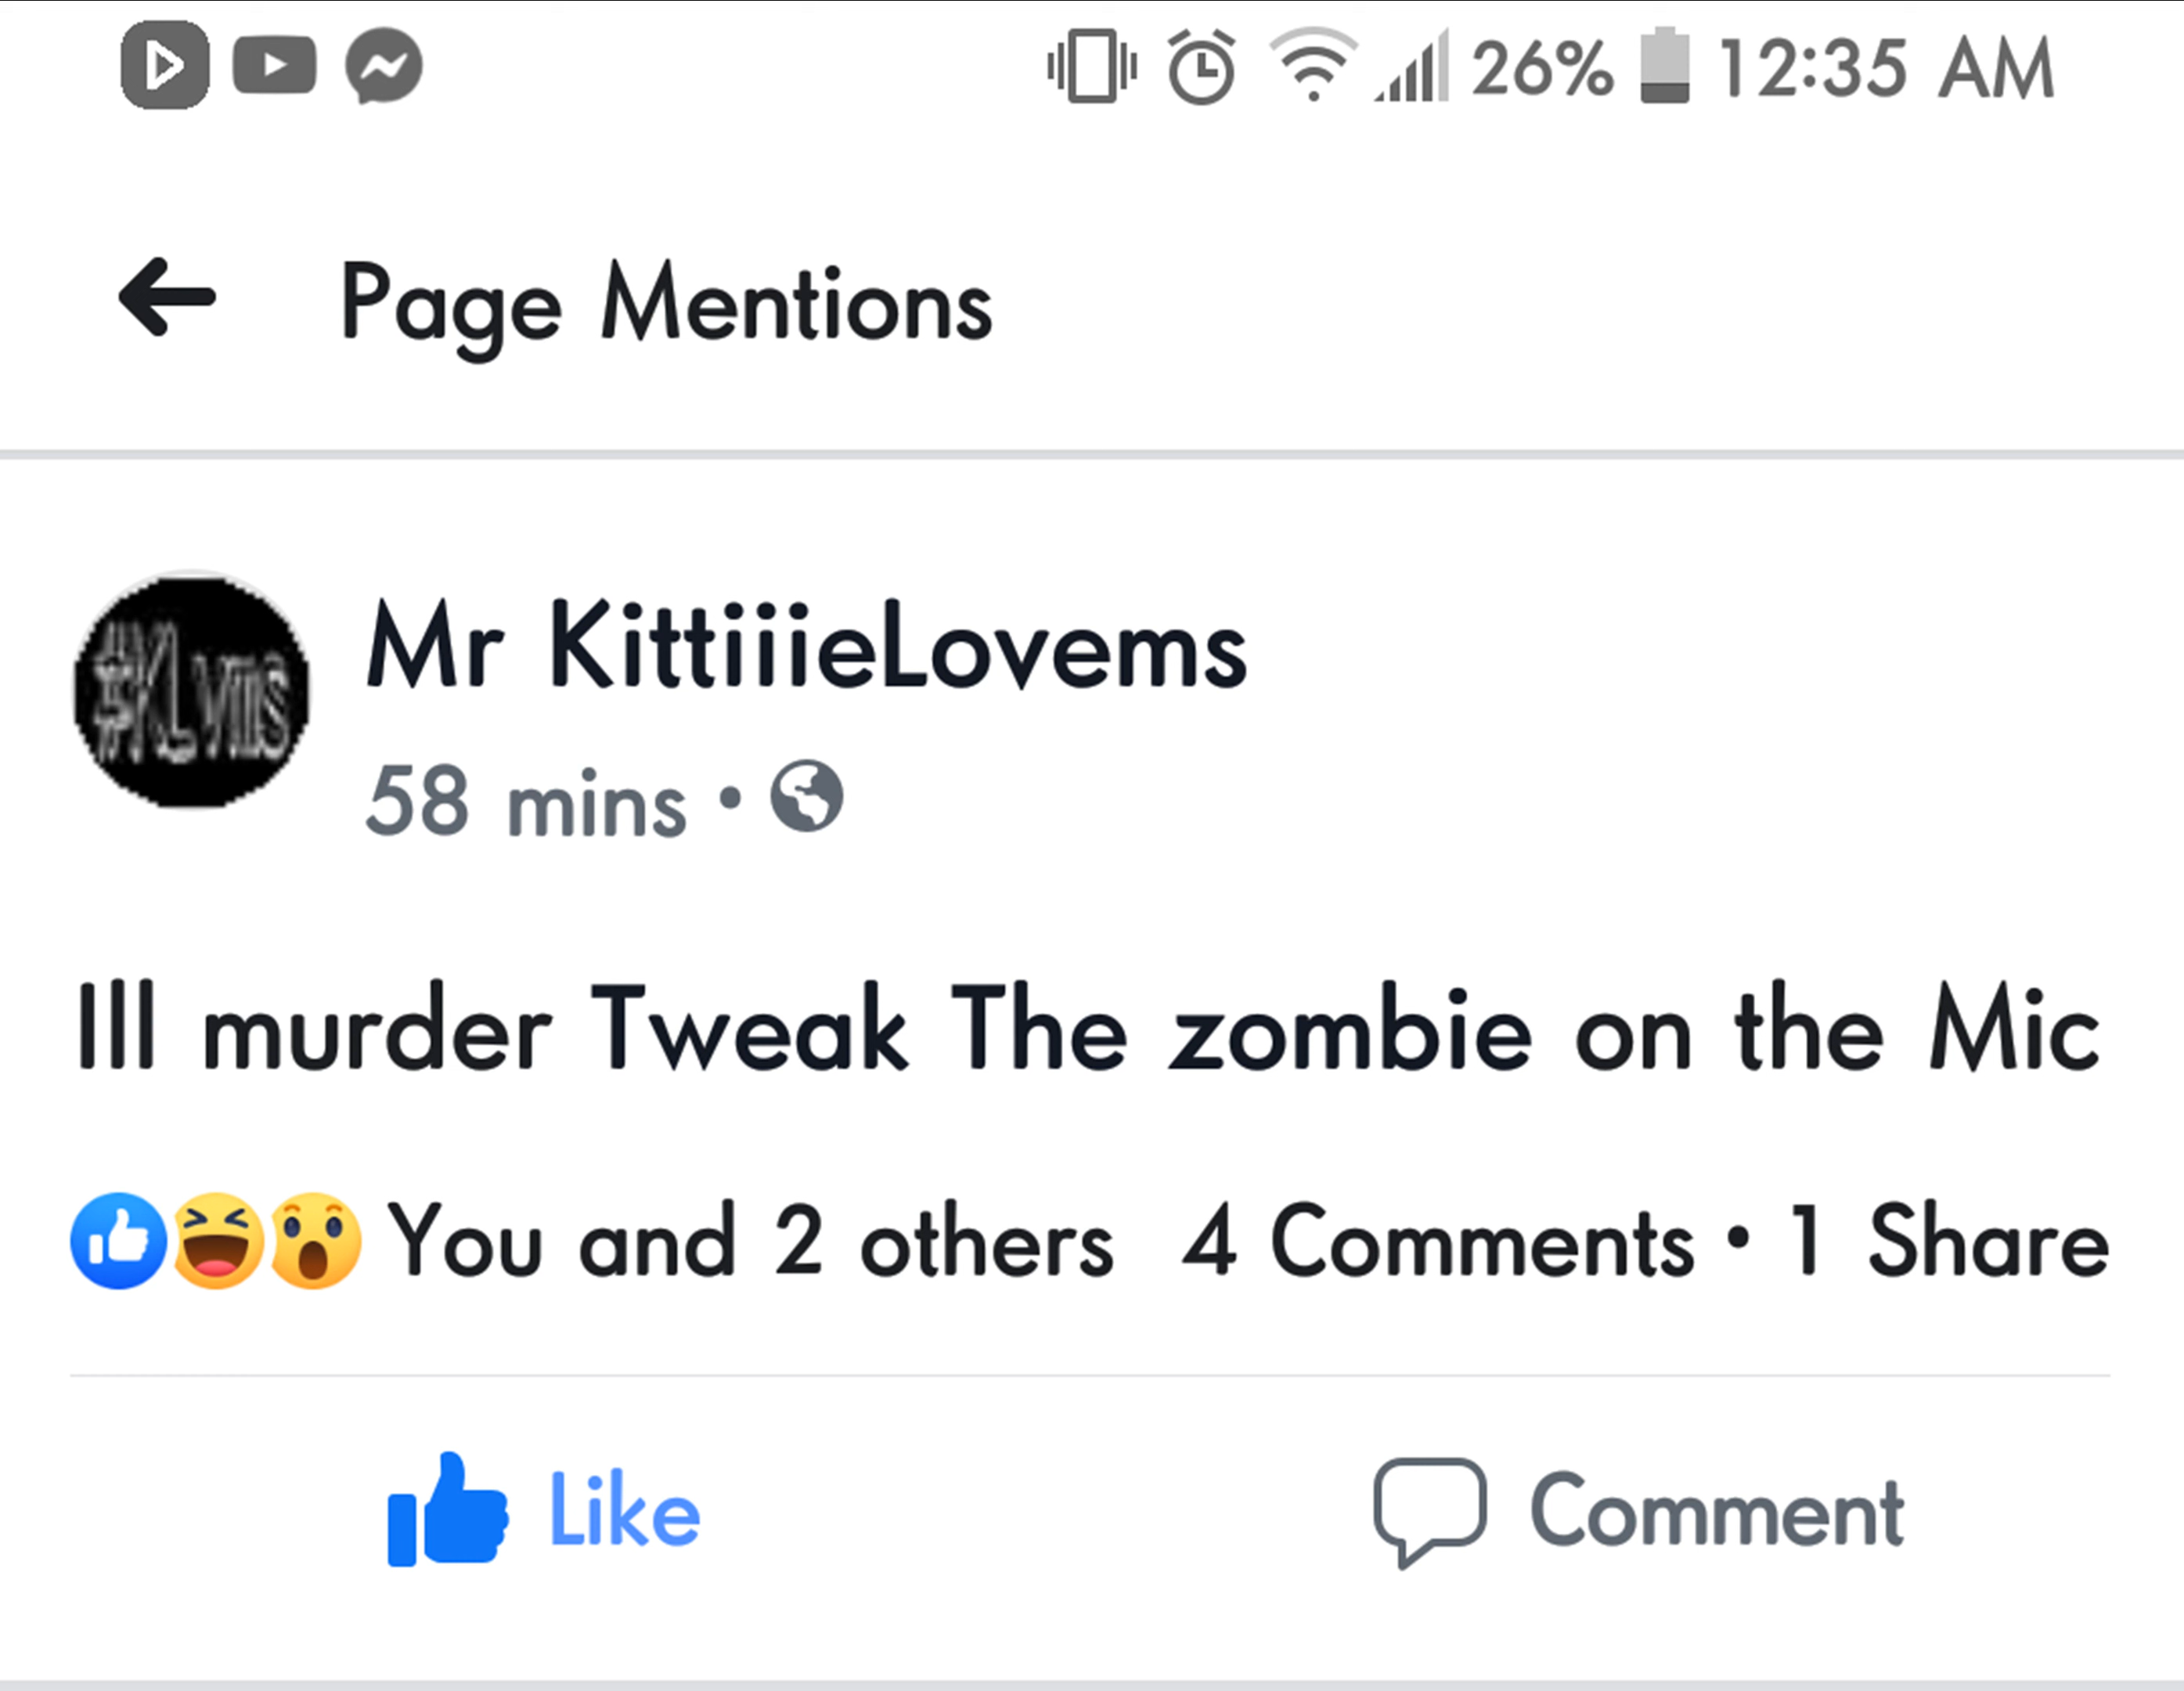 26% 12:35 AM
Page Mentions
#KLvms
Mr KittiiieLovems
58 mins •
Ill murder Tweak The zombie on the Mic
You and 2 others 4 Comments • 1 Share
Like Comment